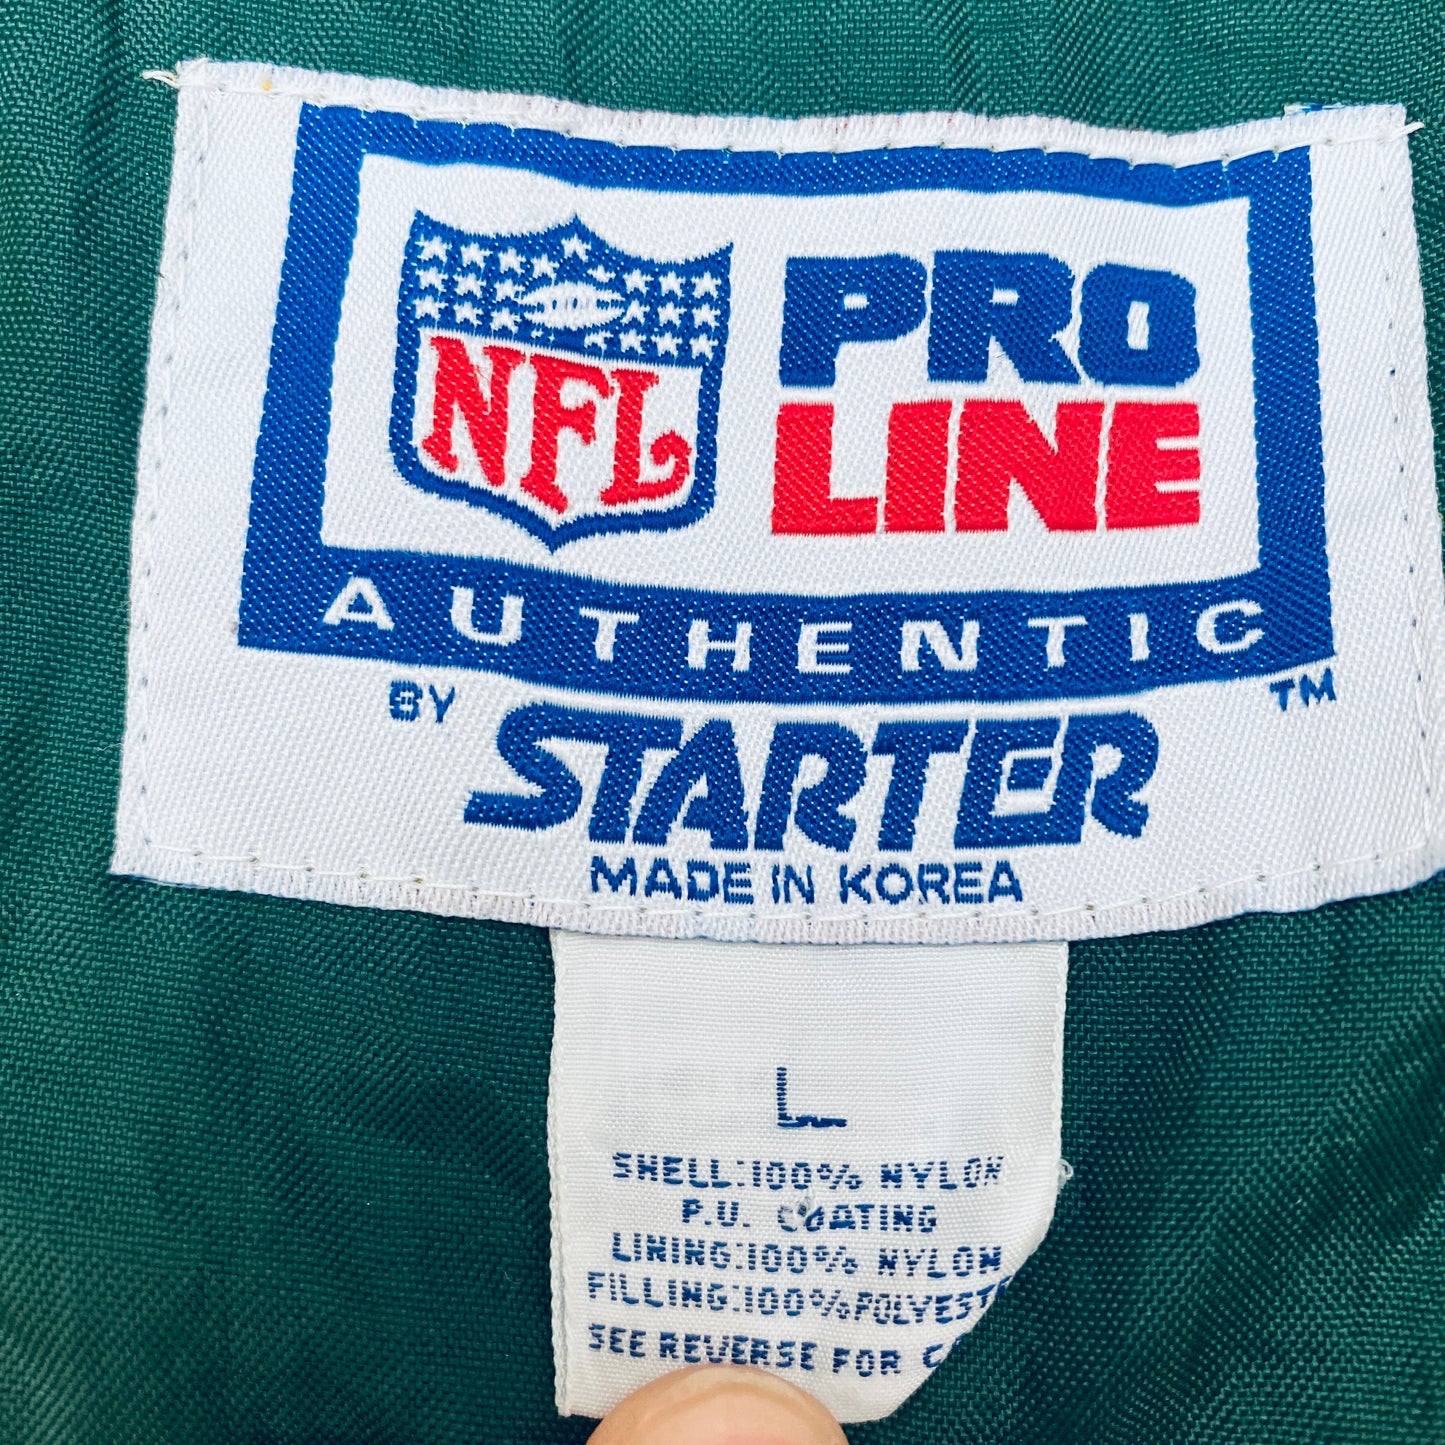 NFL
PRO
LINE
AUTHENTIC
BY STARTER TM
MADE IN KOREA
L
SHELL:100% NYLON
P.U. COATING
LINING:100% NYLON
FILLING:100%POLYEST
SEE REVERSE FOR C